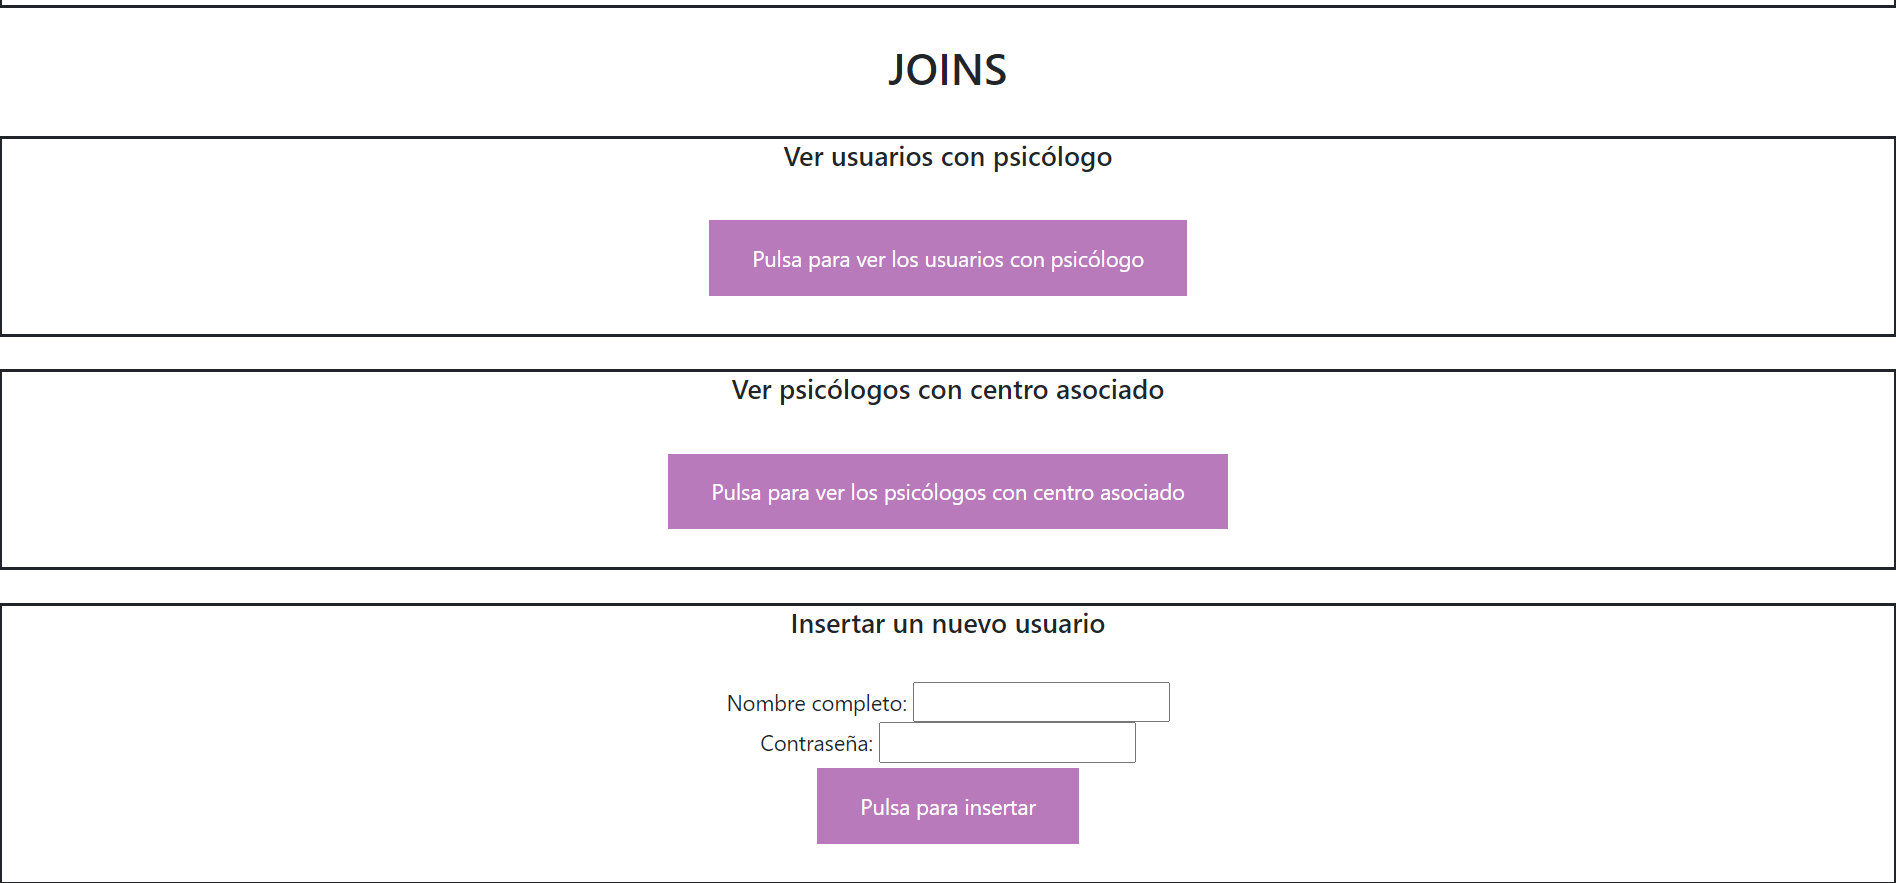 JOINS
Ver usuarios con psicólogo
Pulsa para ver los usuarios con psicólogo
Ver psicólogos con centro asociado
Pulsa para ver los psicólogos con centro asociado
Insertar un nuevo usuario
Nombre completo:
Contraseña:
Pulsa para insertar